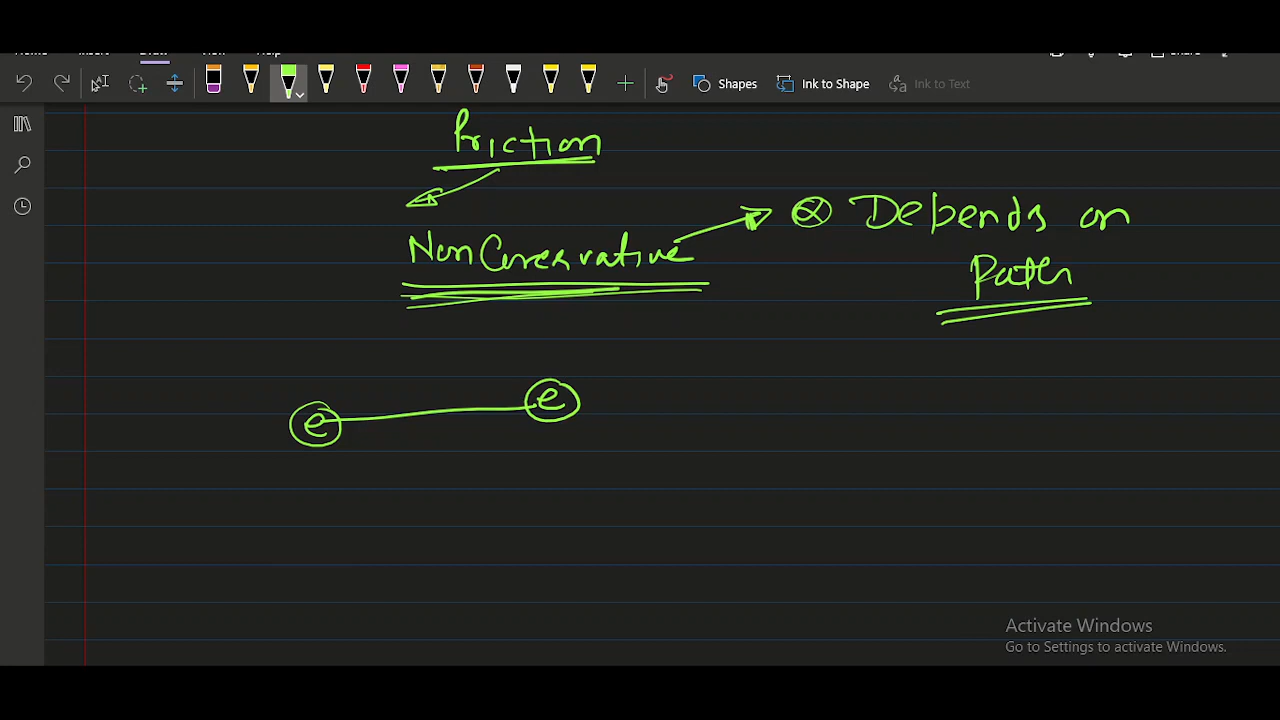 Shapes
Ink to Shape
Ink to Text
Friction
Non Conservative
⊗ Depends on
Path
e
e
Activate Windows
Go to Settings to activate Windows.